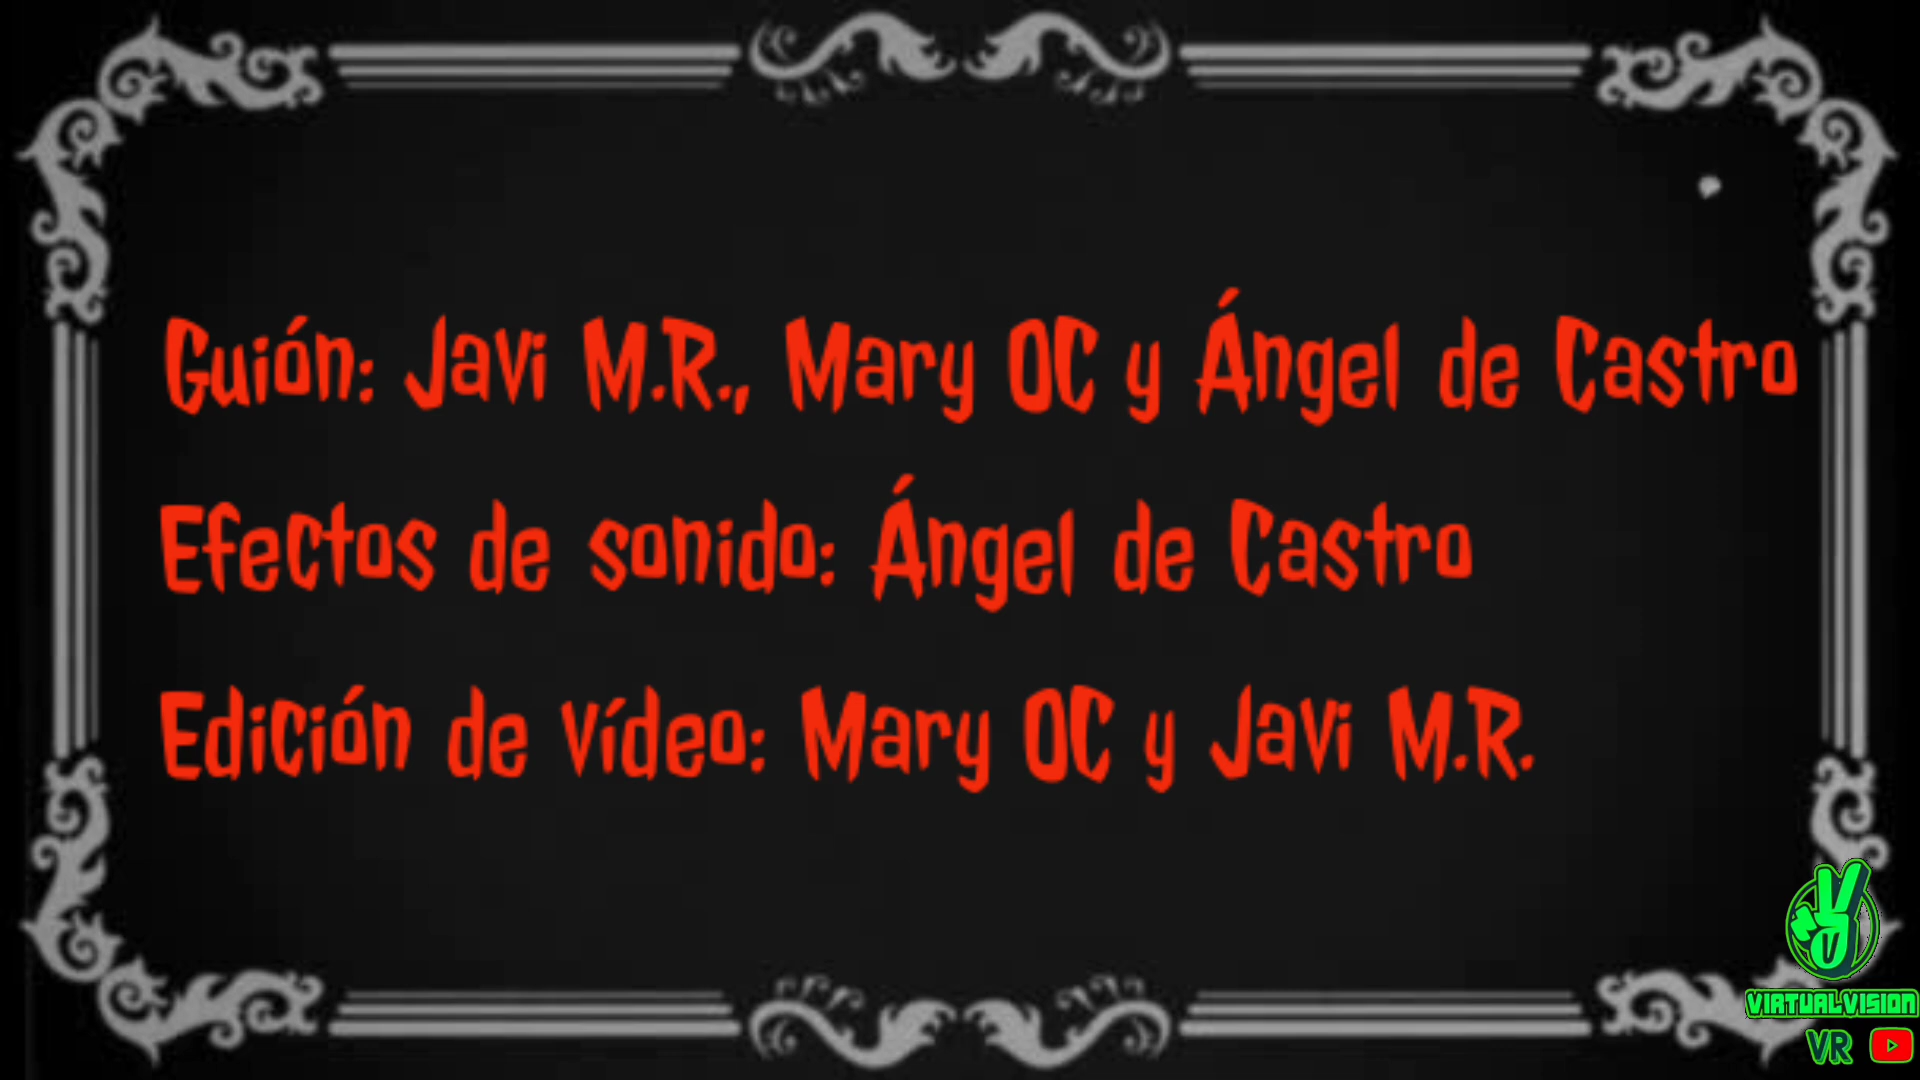 Guión: Javi M.R., Mary OC y Ángel de Castro
Efectos de sonido: Ángel de Castro
Edición de vídeo: Mary OC y Javi M.R.
VIRTUALVISION
VR